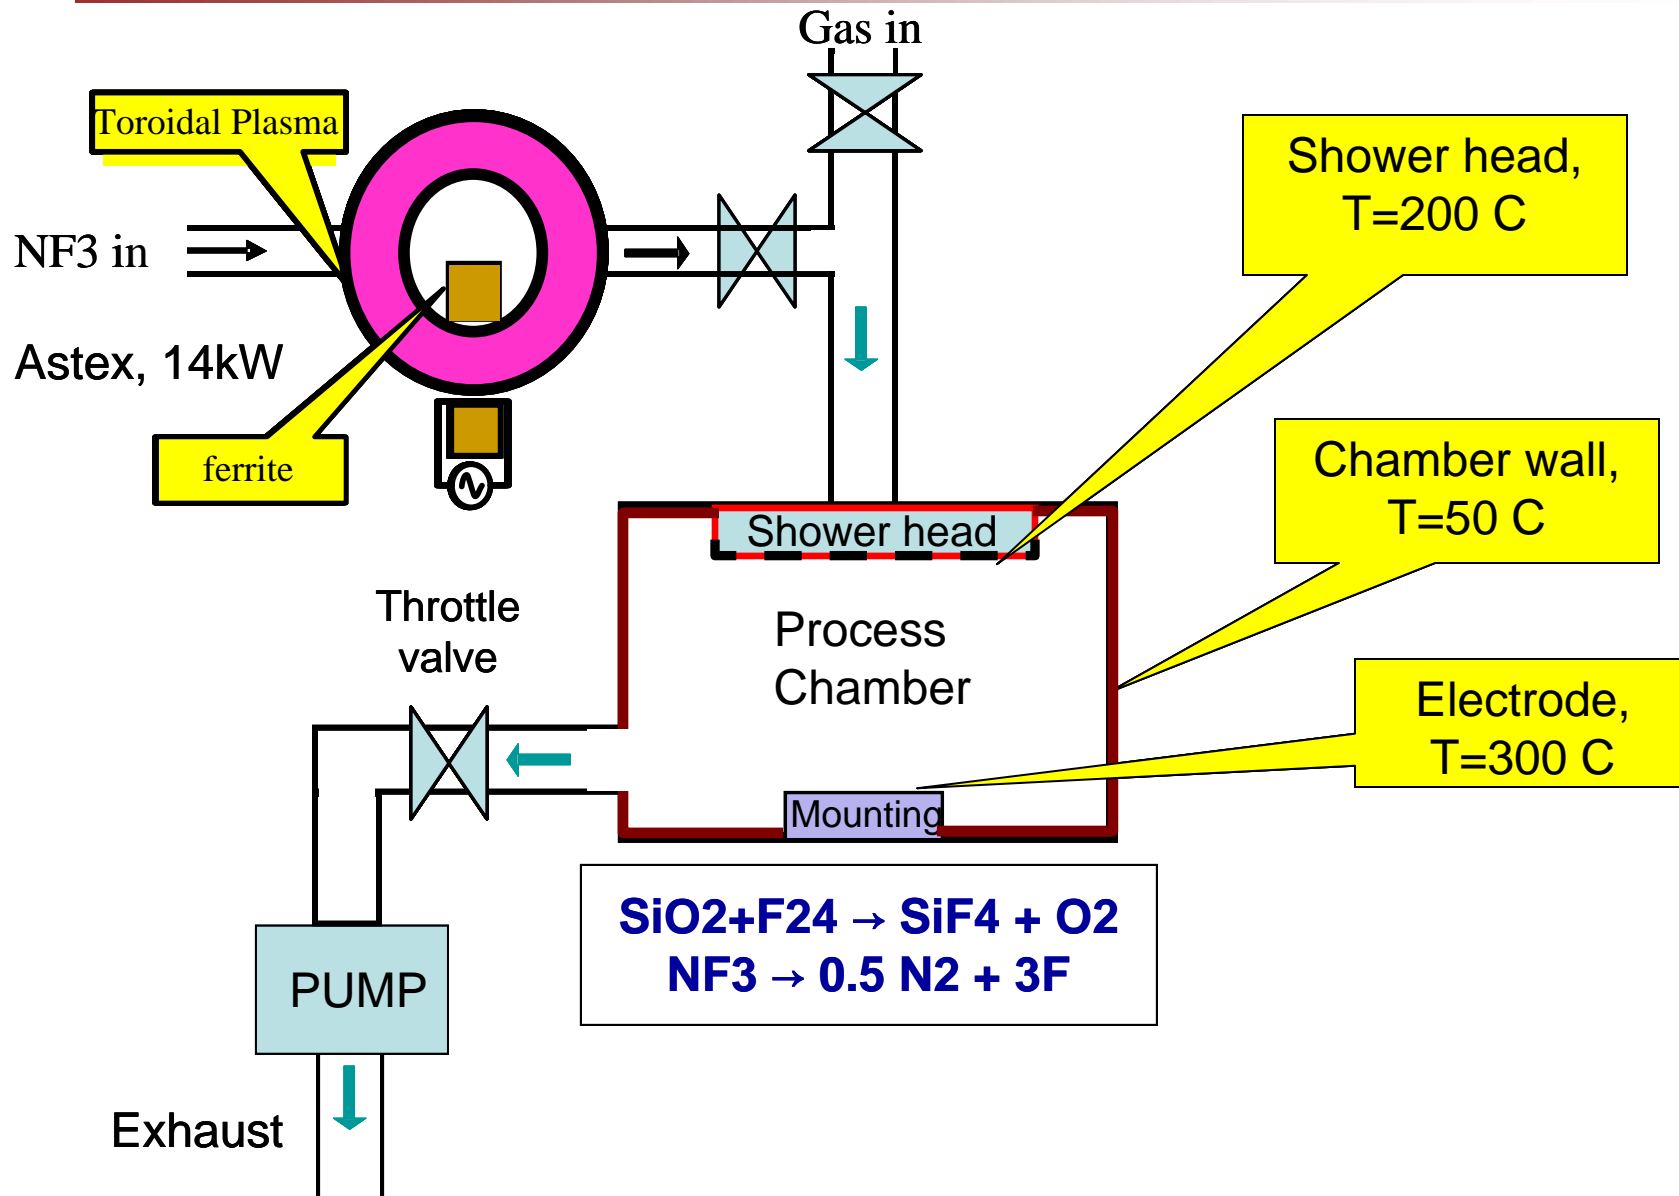 Gas in
Toroidal Plasma
NF3 in
Astex, 14kW
ferrite
Shower head,
T=200 C
Chamber wall,
T=50 C
Shower head
Throttle
valve
Process
Chamber
Electrode,
T=300 C
Mounting
SiO2+F24 → SiF4 + O2
NF3 → 0.5 N2 + 3F
PUMP
Exhaust